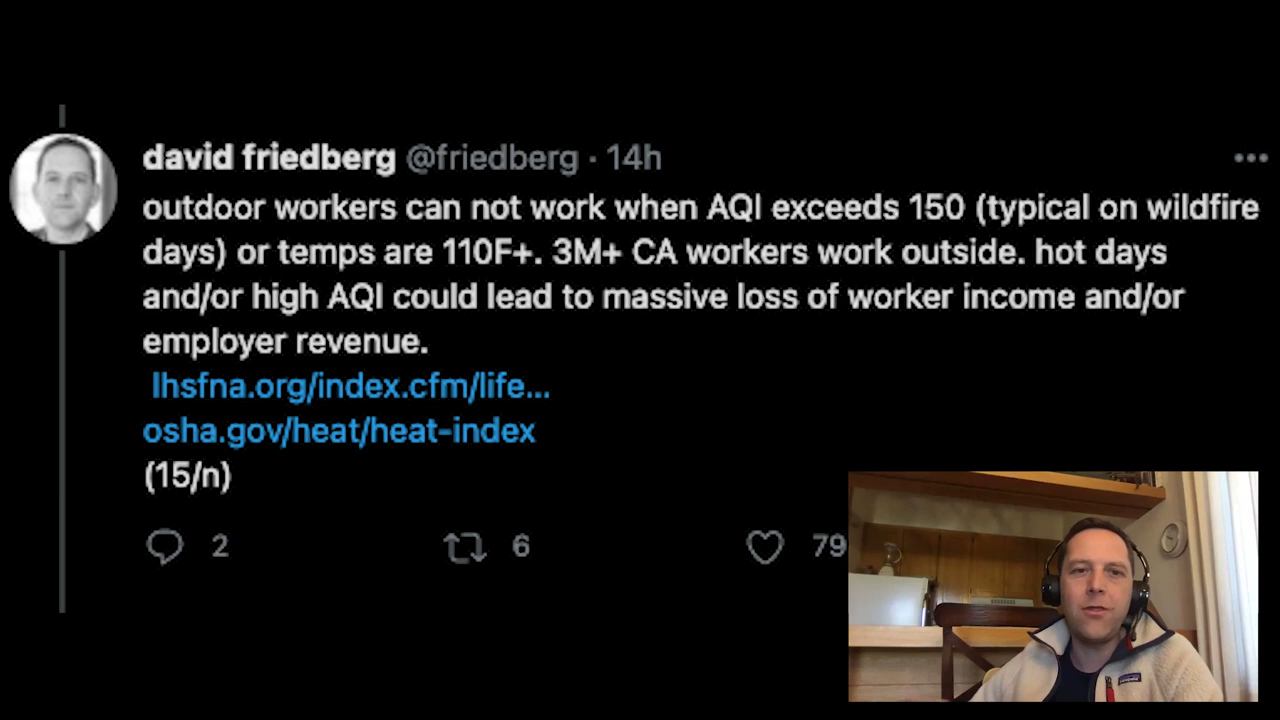 david friedberg @friedberg · 14h
outdoor workers can not work when AQI exceeds 150 (typical on wildfire
days) or temps are 110F+. 3M+ CA workers work outside. hot days
and/or high AQI could lead to massive loss of worker income and/or
employer revenue.
lhsfna.org/index.cfm/life...
osha.gov/heat/heat-index
(15/n)
2 6 79